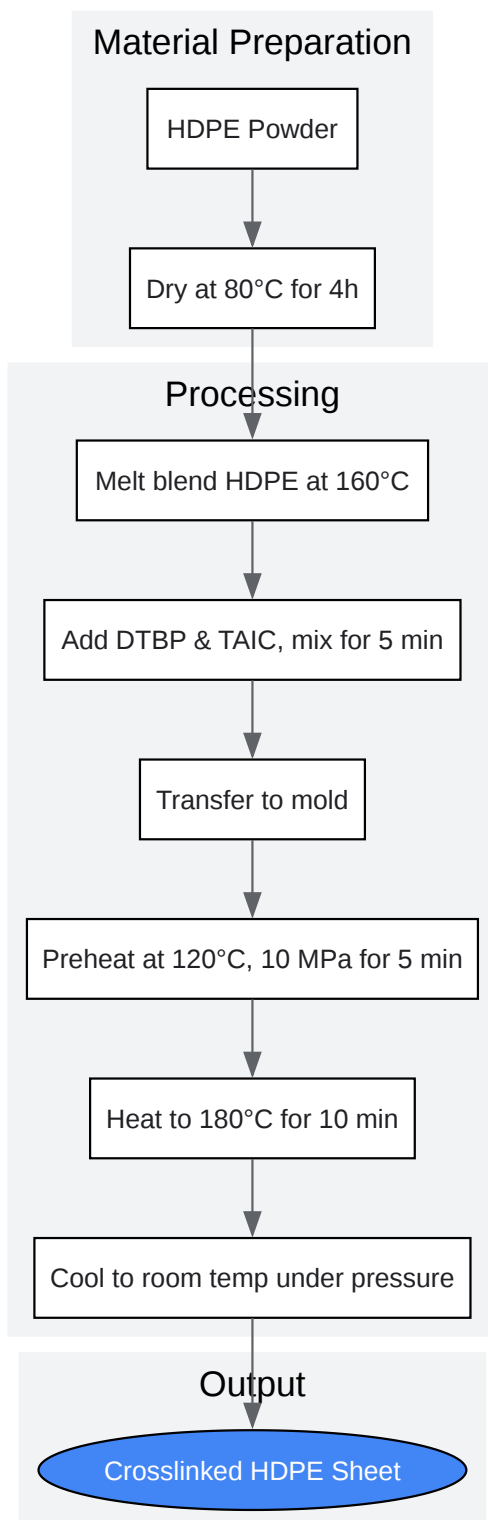 Material Preparation
HDPE Powder
Dry at 80°C for 4h
Processing
Melt blend HDPE at 160°C
Add DTBP & TAIC, mix for 5 min
Transfer to mold
Preheat at 120°C, 10 MPa for 5 min
Heat to 180°C for 10 min
Cool to room temp under pressure
Output
Crosslinked HDPE Sheet